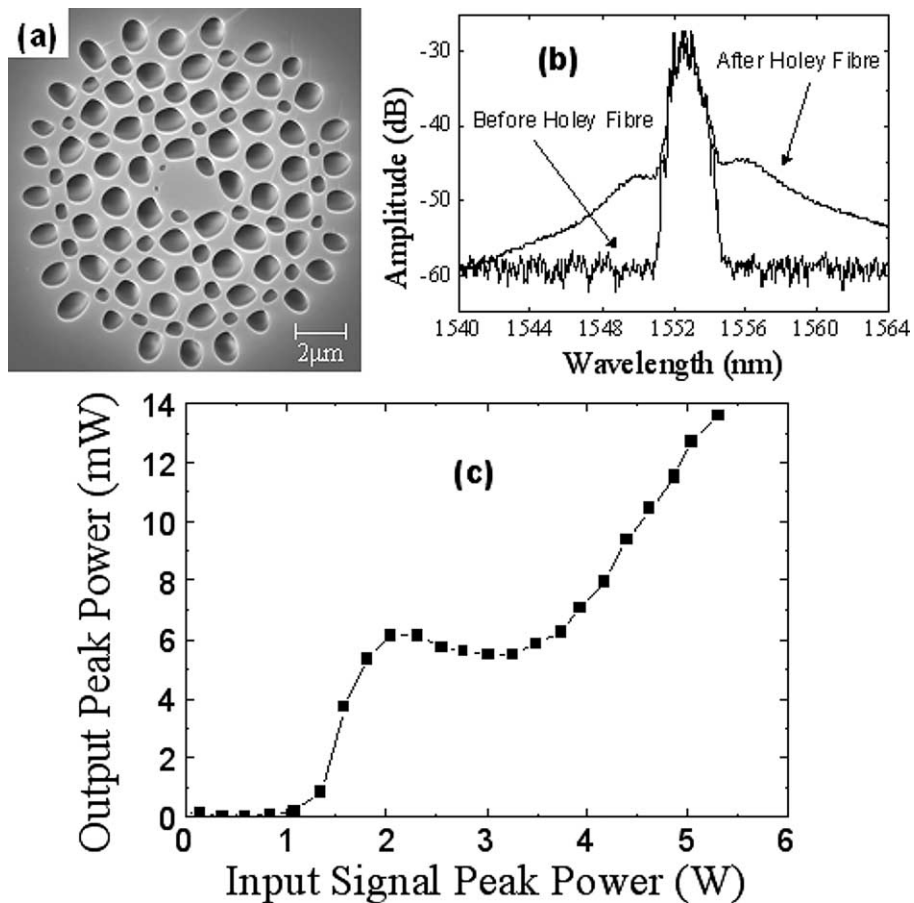 (a)
2μm
(b)
After Holey Fibre
Before Holey Fibre
-30
-40
-50
-60
Amplitude (dB)
1540 1544 1548 1552 1556 1560 1564
Wavelength (nm)
(c)
14
12
10
8
6
4
2
0
Output Peak Power (mW)
0 1 2 3 4 5 6
Input Signal Peak Power (W)